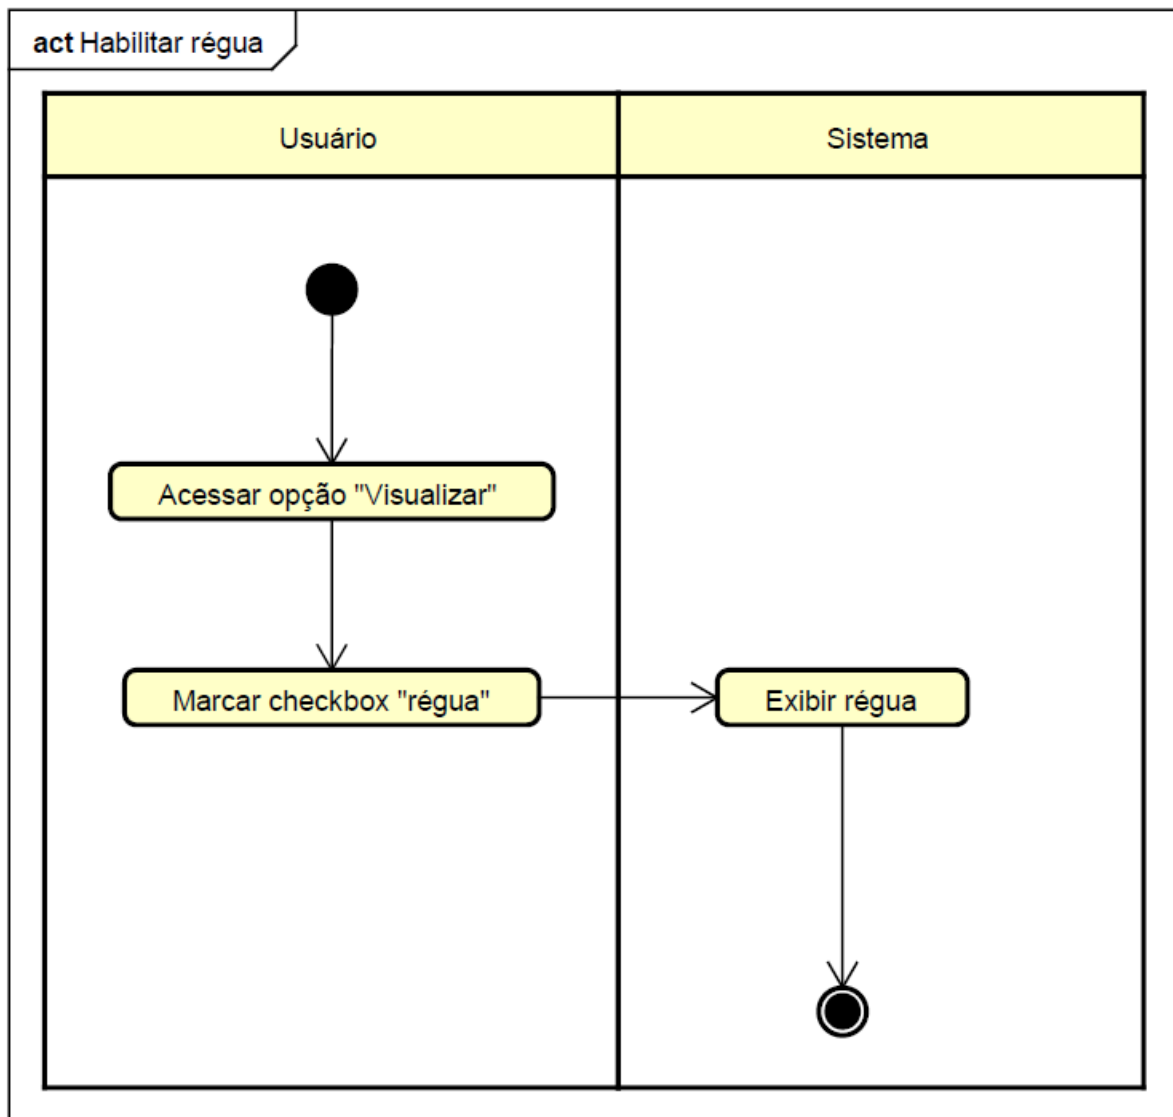 act Habilitar régua
Usuário
Sistema
Acessar opção "Visualizar"
Marcar checkbox "régua"
Exibir régua